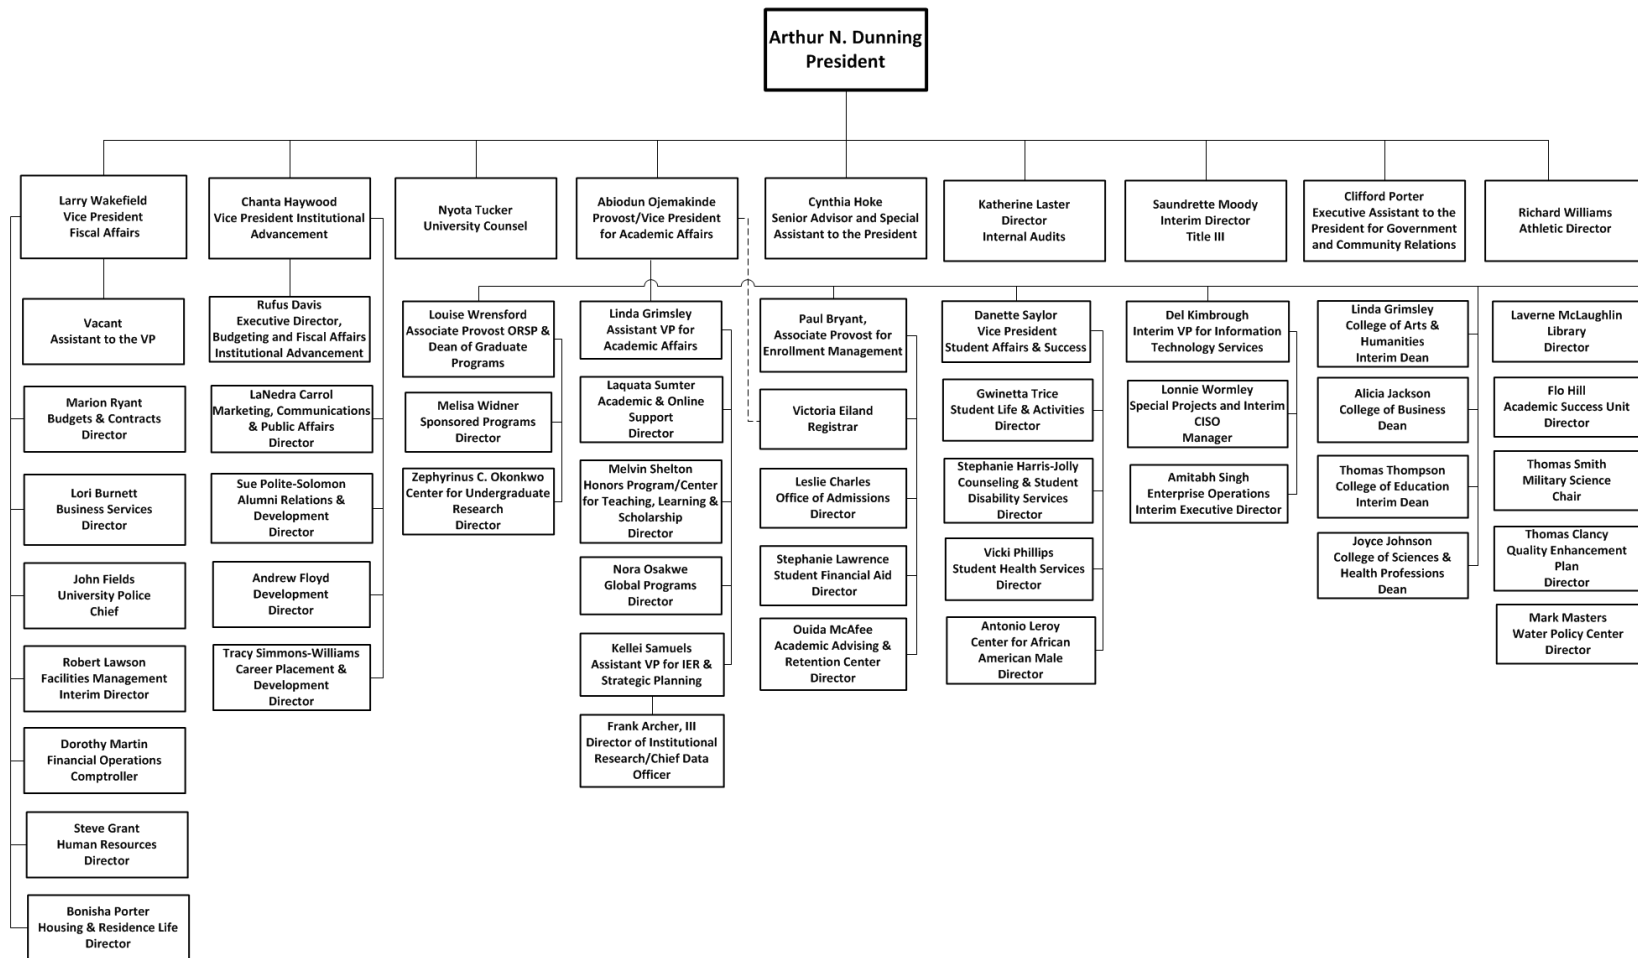 Arthur N. Dunning
President
Larry Wakefield
Vice President
Fiscal Affairs
Chanta Haywood
Vice President Institutional
Advancement
Nyota Tucker
University Counsel
Abiodun Ojemakinde
Provost/Vice President
for Academic Affairs
Cynthia Hoke
Senior Advisor and Special
Assistant to the President
Katherine Laster
Director
Internal Audits
Saundrette Moody
Interim Director
Title III
Clifford Porter
Executive Assistant to the
President for Government
and Community Relations
Richard Williams
Athletic Director
Vacant
Assistant to the VP
Marion Ryant
Budgets & Contracts
Director
Lori Burnett
Business Services
Director
John Fields
University Police
Chief
Robert Lawson
Facilities Management
Interim Director
Dorothy Martin
Financial Operations
Comptroller
Steve Grant
Human Resources
Director
Bonisha Porter
Housing & Residence Life
Director
Rufus Davis
Executive Director,
Budgeting and Fiscal Affairs
Institutional Advancement
LaNedra Carrol
Marketing, Communications
& Public Affairs
Director
Sue Polite-Solomon
Alumni Relations &
Development
Director
Andrew Floyd
Development
Director
Tracy Simmons-Williams
Career Placement &
Development
Director
Louise Wrensford
Associate Provost ORSP &
Dean of Graduate
Programs
Melisa Widner
Sponsored Programs
Director
Zephyrinus C. Okonkwo
Center for Undergraduate
Research
Director
Linda Grimsley
Assistant VP for
Academic Affairs
Laquata Sumter
Academic & Online
Support
Director
Melvin Shelton
Honors Program/Center
for Teaching, Learning &
Scholarship
Director
Nora Osakwe
Global Programs
Director
Kellei Samuels
Assistant VP for IER &
Strategic Planning
Frank Archer, III
Director of Institutional
Research/Chief Data
Officer
Paul Bryant,
Associate Provost for
Enrollment Management
Victoria Eiland
Registrar
Leslie Charles
Office of Admissions
Director
Stephanie Lawrence
Student Financial Aid
Director
Ouida McAfee
Academic Advising &
Retention Center
Director
Danette Saylor
Vice President
Student Affairs & Success
Gwinetta Trice
Student Life & Activities
Director
Stephanie Harris-Jolly
Counseling & Student
Disability Services
Director
Vicki Phillips
Student Health Services
Director
Antonio Leroy
Center for African
American Male
Director
Del Kimbrough
Interim VP for Information
Technology Services
Lonnie Wormley
Special Projects and Interim
CISO
Manager
Amitabh Singh
Enterprise Operations
Interim Executive Director
Linda Grimsley
College of Arts &
Humanities
Interim Dean
Alicia Jackson
College of Business
Dean
Thomas Thompson
College of Education
Interim Dean
Joyce Johnson
College of Sciences &
Health Professions
Dean
Laverne McLaughlin
Library
Director
Flo Hill
Academic Success Unit
Director
Thomas Smith
Military Science
Chair
Thomas Clancy
Quality Enhancement
Plan
Director
Mark Masters
Water Policy Center
Director